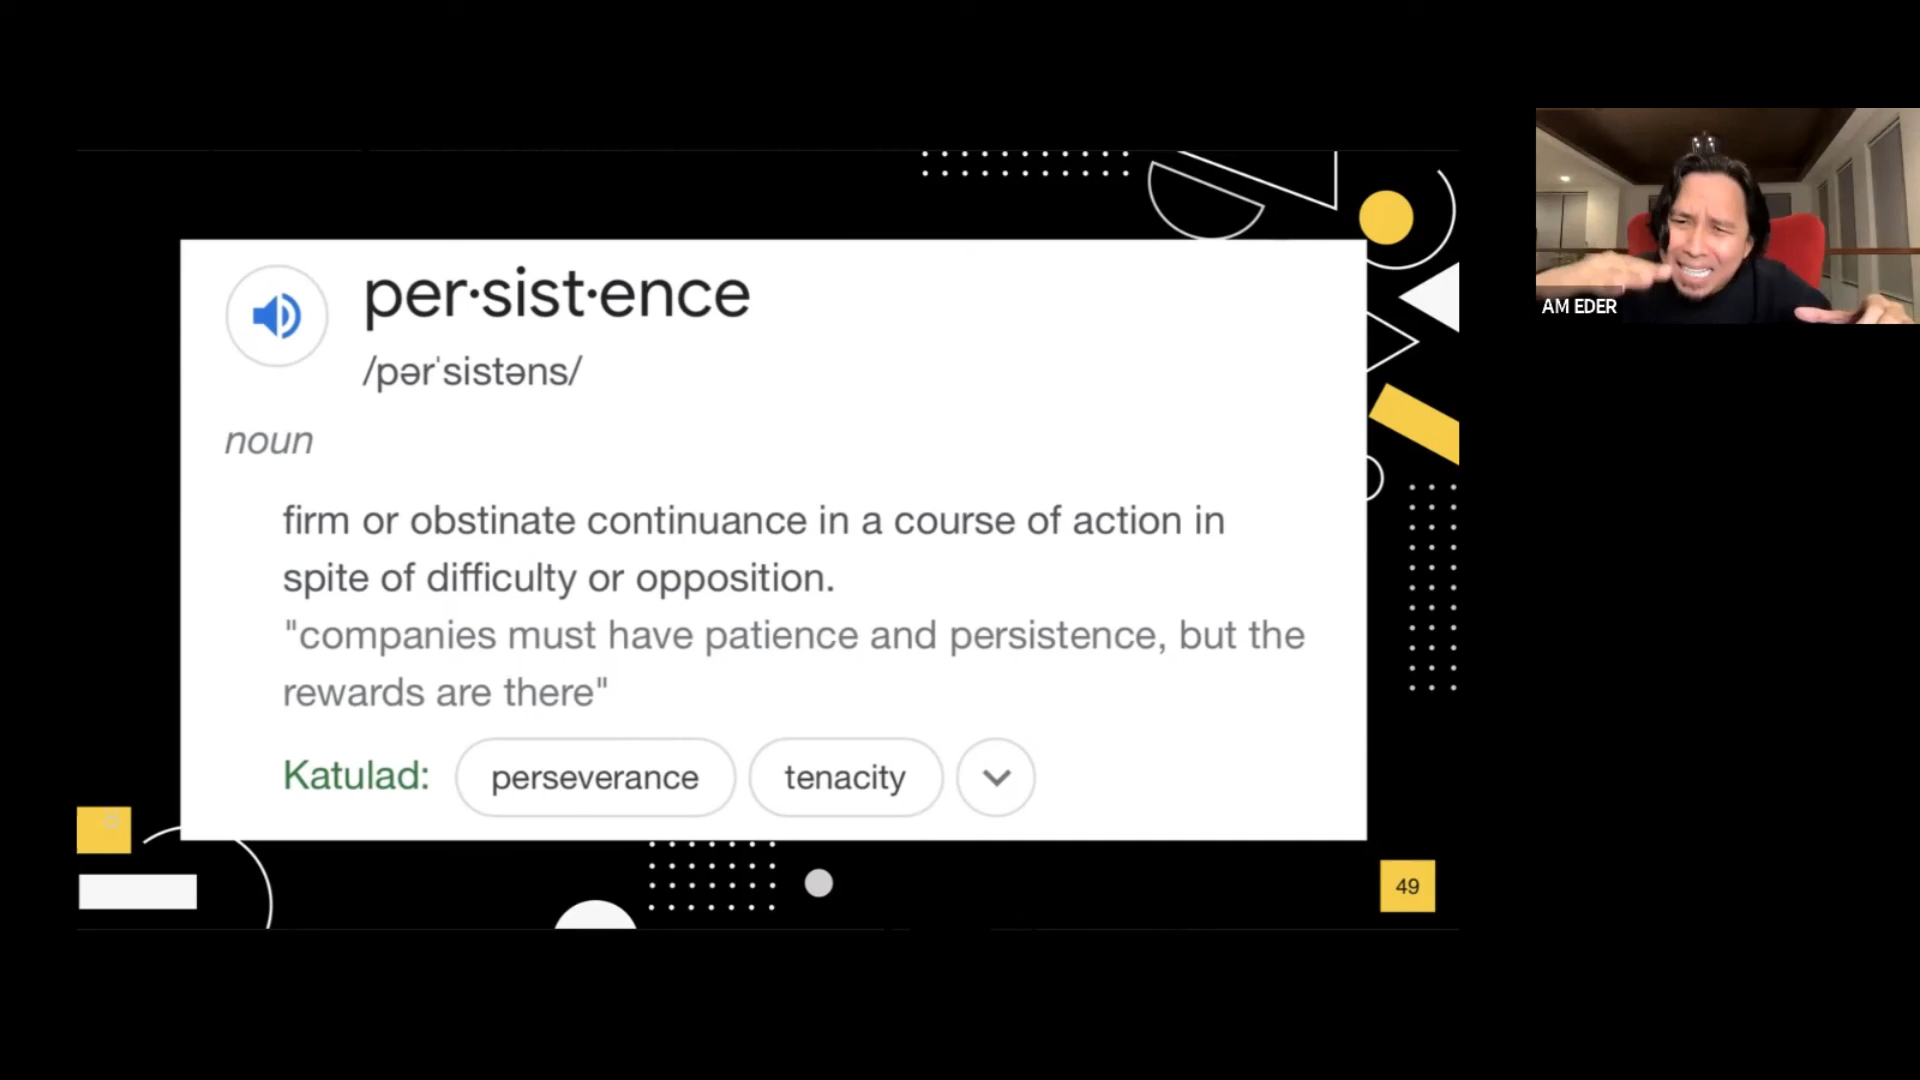 per·sist·ence
/pərˈsistəns/
noun
firm or obstinate continuance in a course of action in
spite of difficulty or opposition.
"companies must have patience and persistence, but the
rewards are there"
Katulad: perseverance tenacity
49
AM EDER